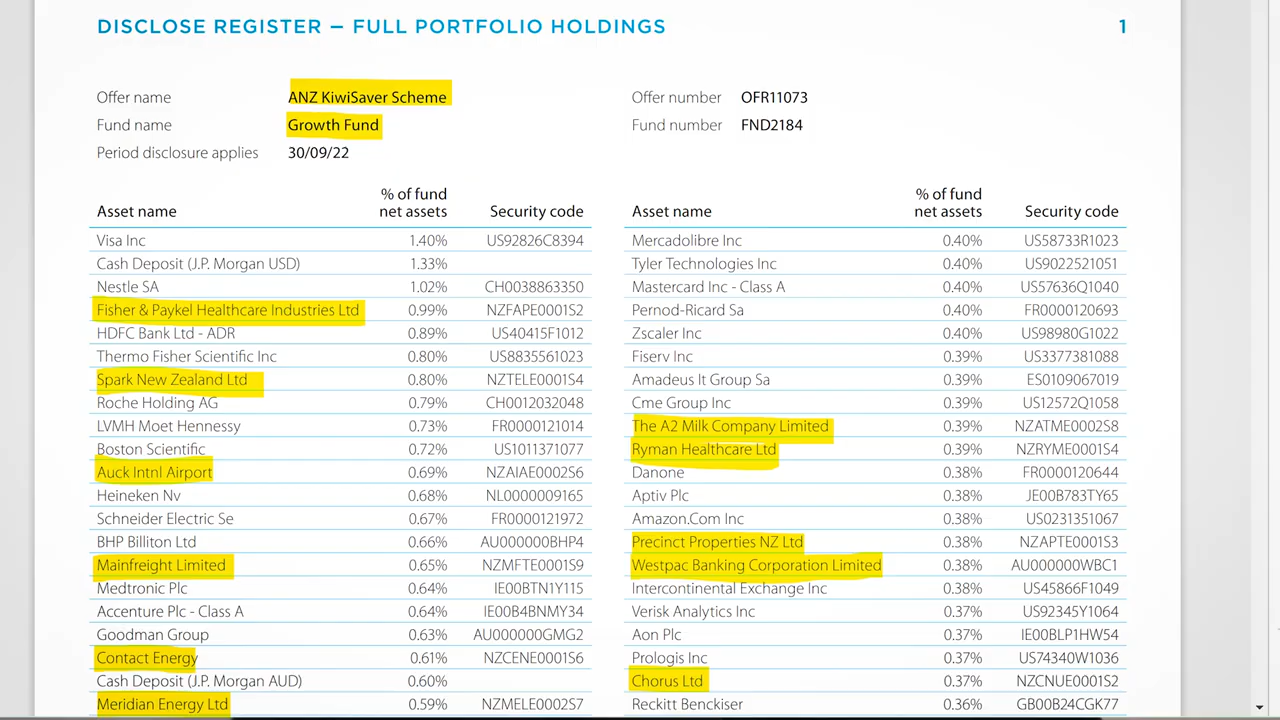 DISCLOSE REGISTER – FULL PORTFOLIO HOLDINGS 1
Offer name ANZ KiwiSaver Scheme Offer number OFR11073
Fund name Growth Fund Fund number FND2184
Period disclosure applies 30/09/22
Asset name % of fund net assets Security code
Visa Inc 1.40% US92826C8394
Cash Deposit (J.P. Morgan USD) 1.33%
Nestle SA 1.02% CH0038863350
Fisher & Paykel Healthcare Industries Ltd 0.99% NZFAPE0001S2
HDFC Bank Ltd - ADR 0.89% US40415F1012
Thermo Fisher Scientific Inc 0.80% US8835561023
Spark New Zealand Ltd 0.80% NZTELE0001S4
Roche Holding AG 0.79% CH0012032048
LVMH Moet Hennessy 0.73% FR0000121014
Boston Scientific 0.72% US1011371077
Auck Intnl Airport 0.69% NZAIAE0002S6
Heineken Nv 0.68% NL0000009165
Schneider Electric Se 0.67% FR0000121972
BHP Billiton Ltd 0.66% AU000000BHP4
Mainfreight Limited 0.65% NZMFTE0001S9
Medtronic Plc 0.64% IE00BTN1Y115
Accenture Plc - Class A 0.64% IE00B4BNMY34
Goodman Group 0.63% AU000000GMG2
Contact Energy 0.61% NZCENE0001S6
Cash Deposit (J.P. Morgan AUD) 0.60%
Meridian Energy Ltd 0.59% NZMELE0002S7
Asset name % of fund net assets Security code
Mercadolibre Inc 0.40% US58733R1023
Tyler Technologies Inc 0.40% US9022521051
Mastercard Inc - Class A 0.40% US57636Q1040
Pernod-Ricard Sa 0.40% FR0000120693
Zscaler Inc 0.40% US98980G1022
Fiserv Inc 0.39% US3377381088
Amadeus It Group Sa 0.39% ES0109067019
Cme Group Inc 0.39% US12572Q1058
The A2 Milk Company Limited 0.39% NZATME0002S8
Ryman Healthcare Ltd 0.39% NZRYME0001S4
Danone 0.38% FR0000120644
Aptiv Plc 0.38% JE00B783TY65
Amazon.Com Inc 0.38% US0231351067
Precinct Properties NZ Ltd 0.38% NZAPTE0001S3
Westpac Banking Corporation Limited 0.38% AU000000WBC1
Intercontinental Exchange Inc 0.38% US45866F1049
Verisk Analytics Inc 0.37% US92345Y1064
Aon Plc 0.37% IE00BLP1HW54
Prologis Inc 0.37% US74340W1036
Chorus Ltd 0.37% NZCNUE0001S2
Reckitt Benckiser 0.36% GB00B24CGK77